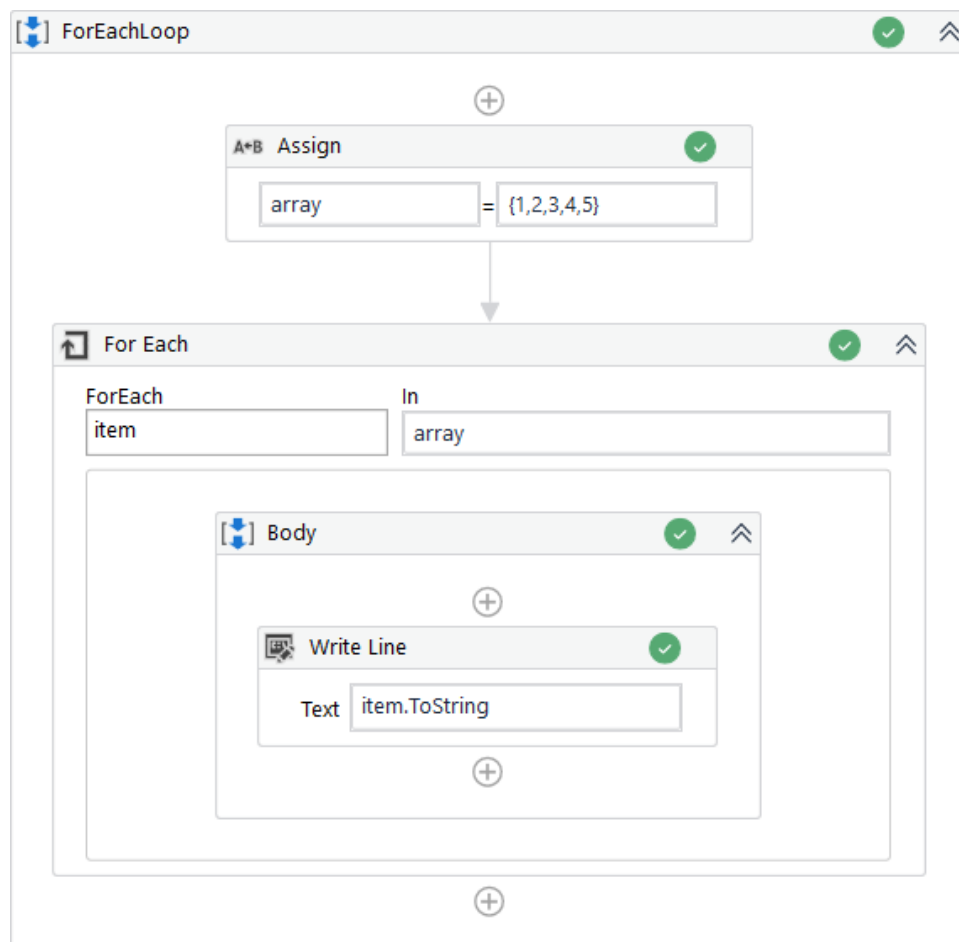 ForEachLoop
A←B Assign
array = {1,2,3,4,5}
For Each
ForEach In
item array
Body
Write Line
Text item.ToString